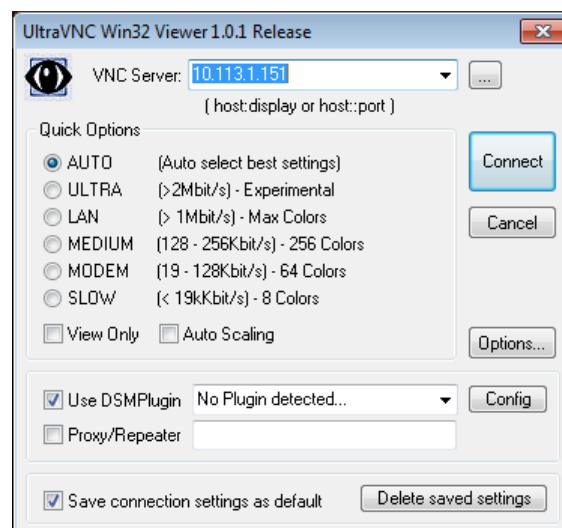 UltraVNC Win32 Viewer 1.0.1 Release
VNC Server: 10.113.1.151 ...
( host:display or host::port )
Quick Options
AUTO (Auto select best settings)
ULTRA (>2Mbit/s) - Experimental
LAN (> 1Mbit/s) - Max Colors
MEDIUM (128 - 256Kbit/s) - 256 Colors
MODEM (19 - 128Kbit/s) - 64 Colors
SLOW (< 19kKbit/s) - 8 Colors
View Only Auto Scaling
Connect
Cancel
Options...
Use DSMPlugin No Plugin detected... Config
Proxy/Repeater
Save connection settings as default Delete saved settings